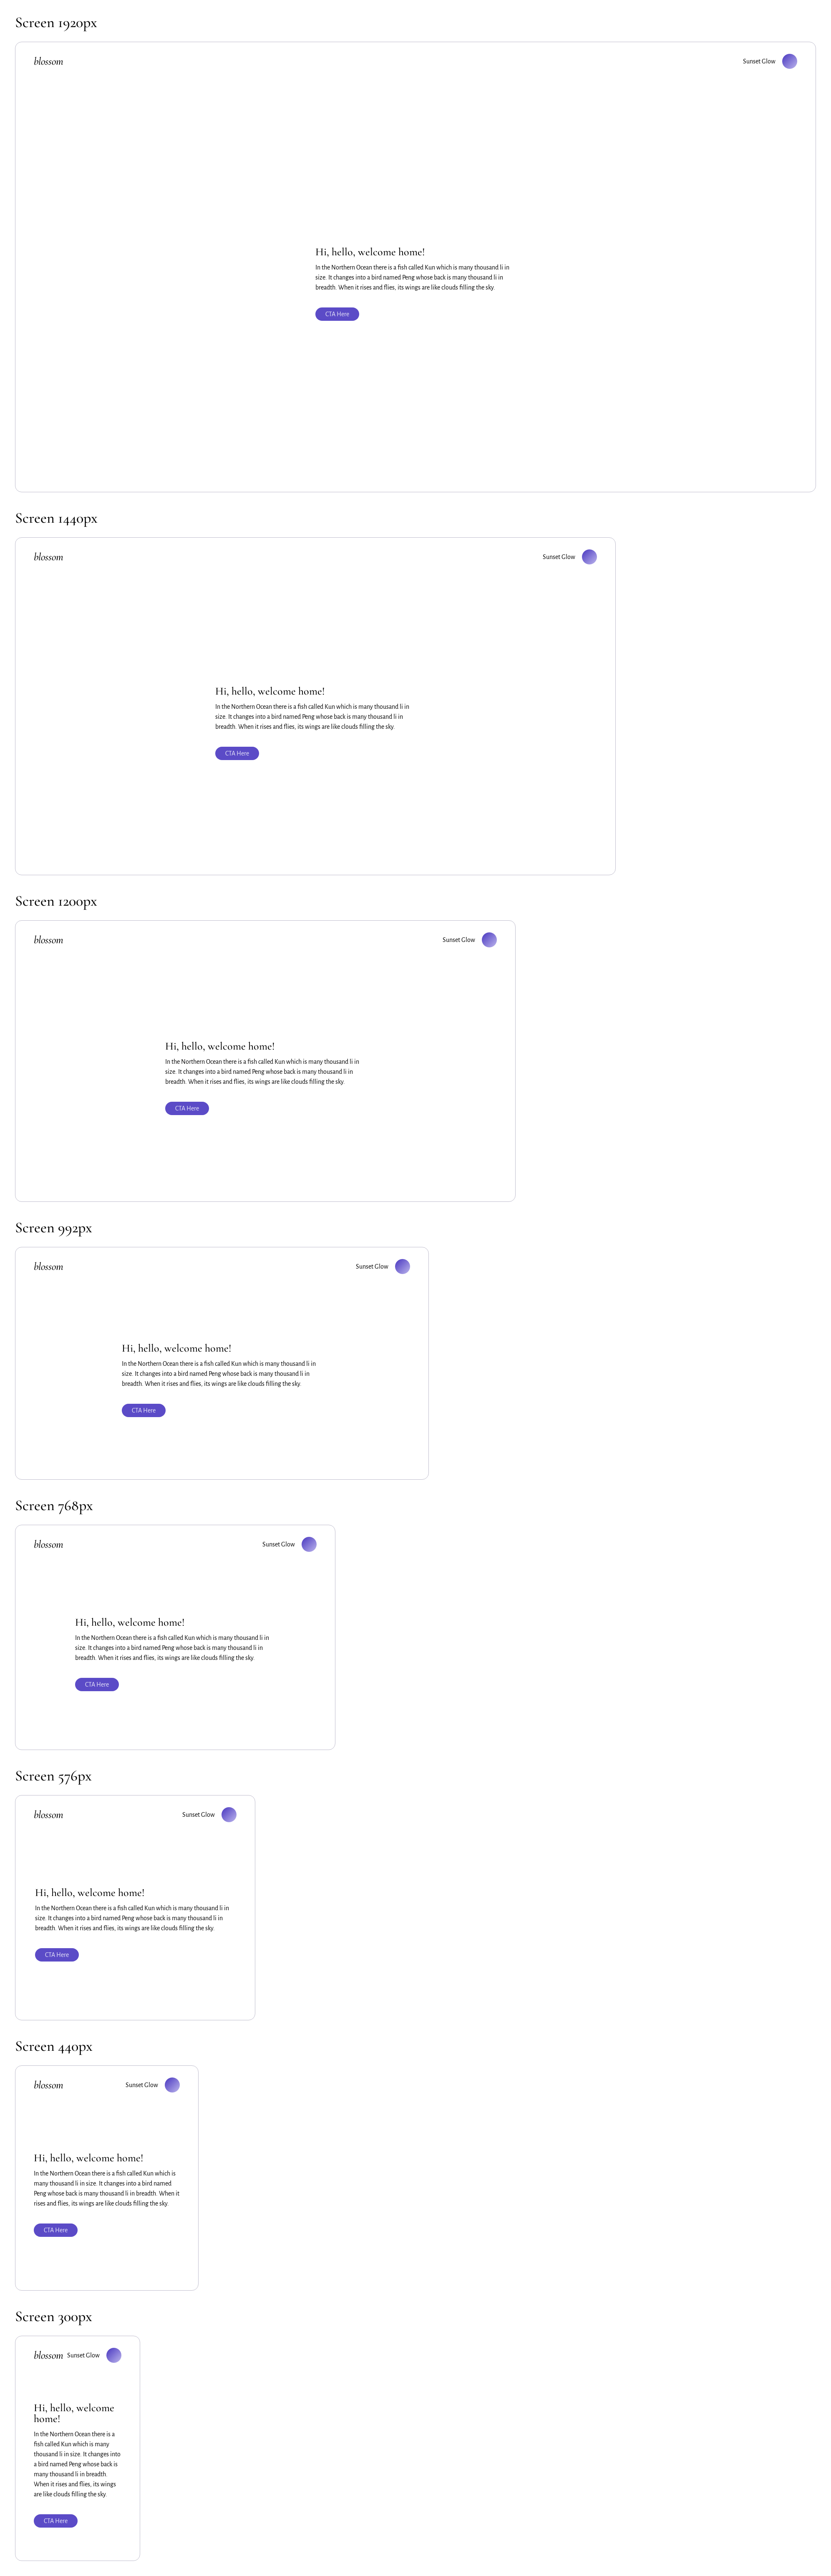 Screen 1920px
blossom
Sunset Glow
Hi, hello, welcome home!
In the Northern Ocean there is a fish called Kun which is many thousand li in
size. It changes into a bird named Peng whose back is many thousand li in
breadth. When it rises and flies, its wings are like clouds filling the sky.
CTA Here
Screen 1440px
blossom
Sunset Glow
Hi, hello, welcome home!
In the Northern Ocean there is a fish called Kun which is many thousand li in
size. It changes into a bird named Peng whose back is many thousand li in
breadth. When it rises and flies, its wings are like clouds filling the sky.
CTA Here
Screen 1200px
blossom
Sunset Glow
Hi, hello, welcome home!
In the Northern Ocean there is a fish called Kun which is many thousand li in
size. It changes into a bird named Peng whose back is many thousand li in
breadth. When it rises and flies, its wings are like clouds filling the sky.
CTA Here
Screen 992px
blossom
Sunset Glow
Hi, hello, welcome home!
In the Northern Ocean there is a fish called Kun which is many thousand li in
size. It changes into a bird named Peng whose back is many thousand li in
breadth. When it rises and flies, its wings are like clouds filling the sky.
CTA Here
Screen 768px
blossom
Sunset Glow
Hi, hello, welcome home!
In the Northern Ocean there is a fish called Kun which is many thousand li in
size. It changes into a bird named Peng whose back is many thousand li in
breadth. When it rises and flies, its wings are like clouds filling the sky.
CTA Here
Screen 576px
blossom
Sunset Glow
Hi, hello, welcome home!
In the Northern Ocean there is a fish called Kun which is many thousand li in
size. It changes into a bird named Peng whose back is many thousand li in
breadth. When it rises and flies, its wings are like clouds filling the sky.
CTA Here
Screen 440px
blossom
Sunset Glow
Hi, hello, welcome home!
In the Northern Ocean there is a fish called Kun which is
many thousand li in size. It changes into a bird named
Peng whose back is many thousand li in breadth. When it
rises and flies, its wings are like clouds filling the sky.
CTA Here
Screen 300px
blossom
Sunset Glow
Hi, hello, welcome
home!
In the Northern Ocean there is a
fish called Kun which is many
thousand li in size. It changes into
a bird named Peng whose back is
many thousand li in breadth.
When it rises and flies, its wings
are like clouds filling the sky.
CTA Here